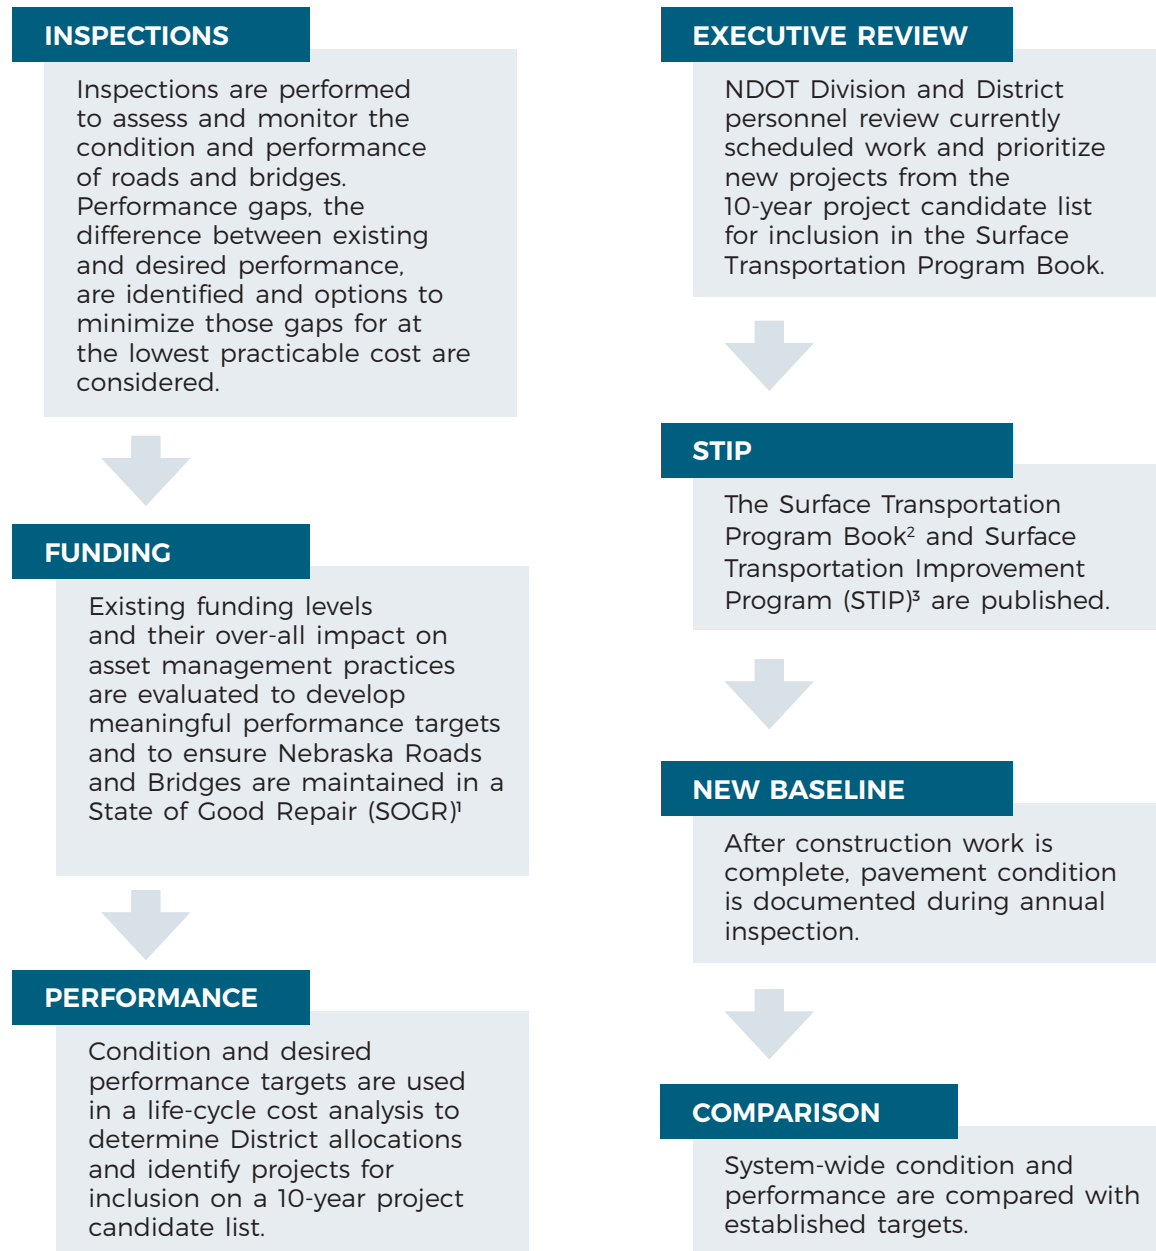 INSPECTIONS
Inspections are performed
to assess and monitor the
condition and performance
of roads and bridges.
Performance gaps, the
difference between existing
and desired performance,
are identified and options to
minimize those gaps for at
the lowest practicable cost are
considered.
FUNDING
Existing funding levels
and their over-all impact on
asset management practices
are evaluated to develop
meaningful performance targets
and to ensure Nebraska Roads
and Bridges are maintained in a
State of Good Repair (SOGR)¹
PERFORMANCE
Condition and desired
performance targets are used
in a life-cycle cost analysis to
determine District allocations
and identify projects for
inclusion on a 10-year project
candidate list.
EXECUTIVE REVIEW
NDOT Division and District
personnel review currently
scheduled work and prioritize
new projects from the
10-year project candidate list
for inclusion in the Surface
Transportation Program Book.
STIP
The Surface Transportation
Program Book² and Surface
Transportation Improvement
Program (STIP)³ are published.
NEW BASELINE
After construction work is
complete, pavement condition
is documented during annual
inspection.
COMPARISON
System-wide condition and
performance are compared with
established targets.